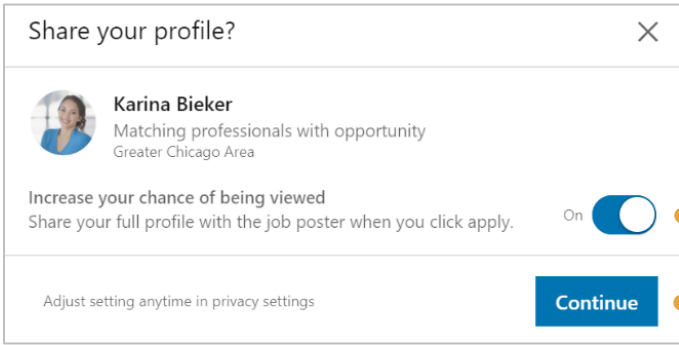 Share your profile?
Karina Bieker
Matching professionals with opportunity
Greater Chicago Area
Increase your chance of being viewed
Share your full profile with the job poster when you click apply.
On
Adjust setting anytime in privacy settings
Continue